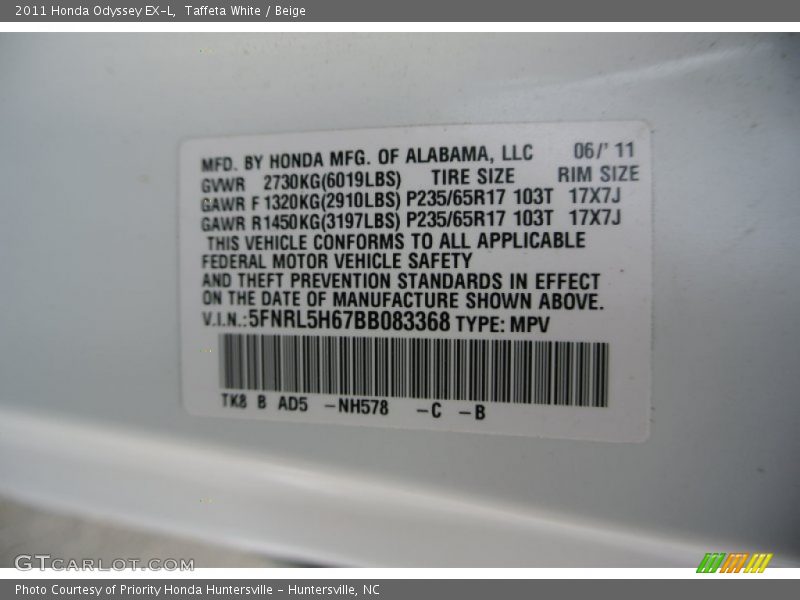 2011 Honda Odyssey EX-L, Taffeta White / Beige
MFD. BY HONDA MFG. OF ALABAMA, LLC 06/' 11
GVWR 2730KG(6019LBS) TIRE SIZE RIM SIZE
GAWR F 1320KG(2910LBS) P235/65R17 103T 17X7J
GAWR R1450KG(3197LBS) P235/65R17 103T 17X7J
THIS VEHICLE CONFORMS TO ALL APPLICABLE
FEDERAL MOTOR VEHICLE SAFETY
AND THEFT PREVENTION STANDARDS IN EFFECT
ON THE DATE OF MANUFACTURE SHOWN ABOVE.
V.I.N.:5FNRL5H67BB083368 TYPE: MPV
TK8 B AD5 -NH578 -C -B
GTCARLOT.COM
Photo Courtesy of Priority Honda Huntersville - Huntersville, NC